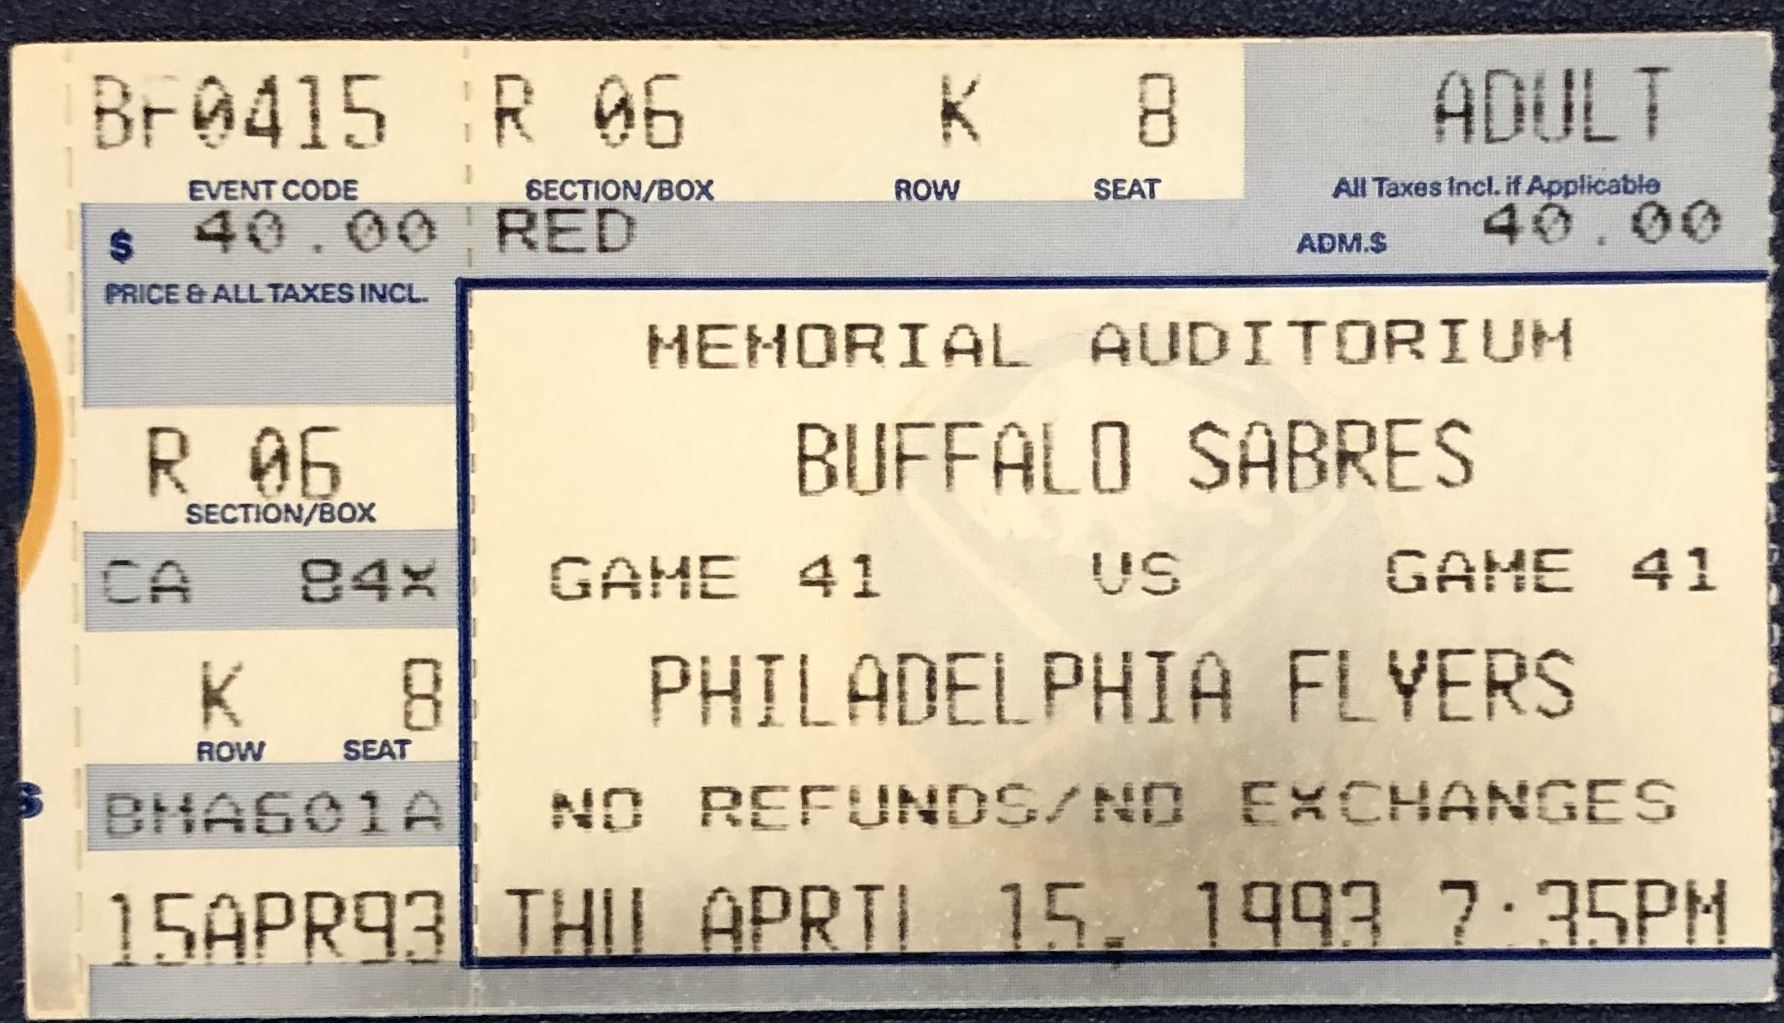 BF0415 R 06 K 8 ADULT
EVENT CODE SECTION/BOX ROW SEAT All Taxes Incl. if Applicable
$ 40.00 RED ADM.$ 40.00
PRICE & ALL TAXES INCL.
MEMORIAL AUDITORIUM
BUFFALO SABRES
R 06
SECTION/BOX
CA 84X
GAME 41 VS GAME 41
K 8
PHILADELPHIA FLYERS
ROW SEAT
$ BMA601A
NO REFUNDS/NO EXCHANGES
15APR93 THU APRIL 15, 1993 7:35PM